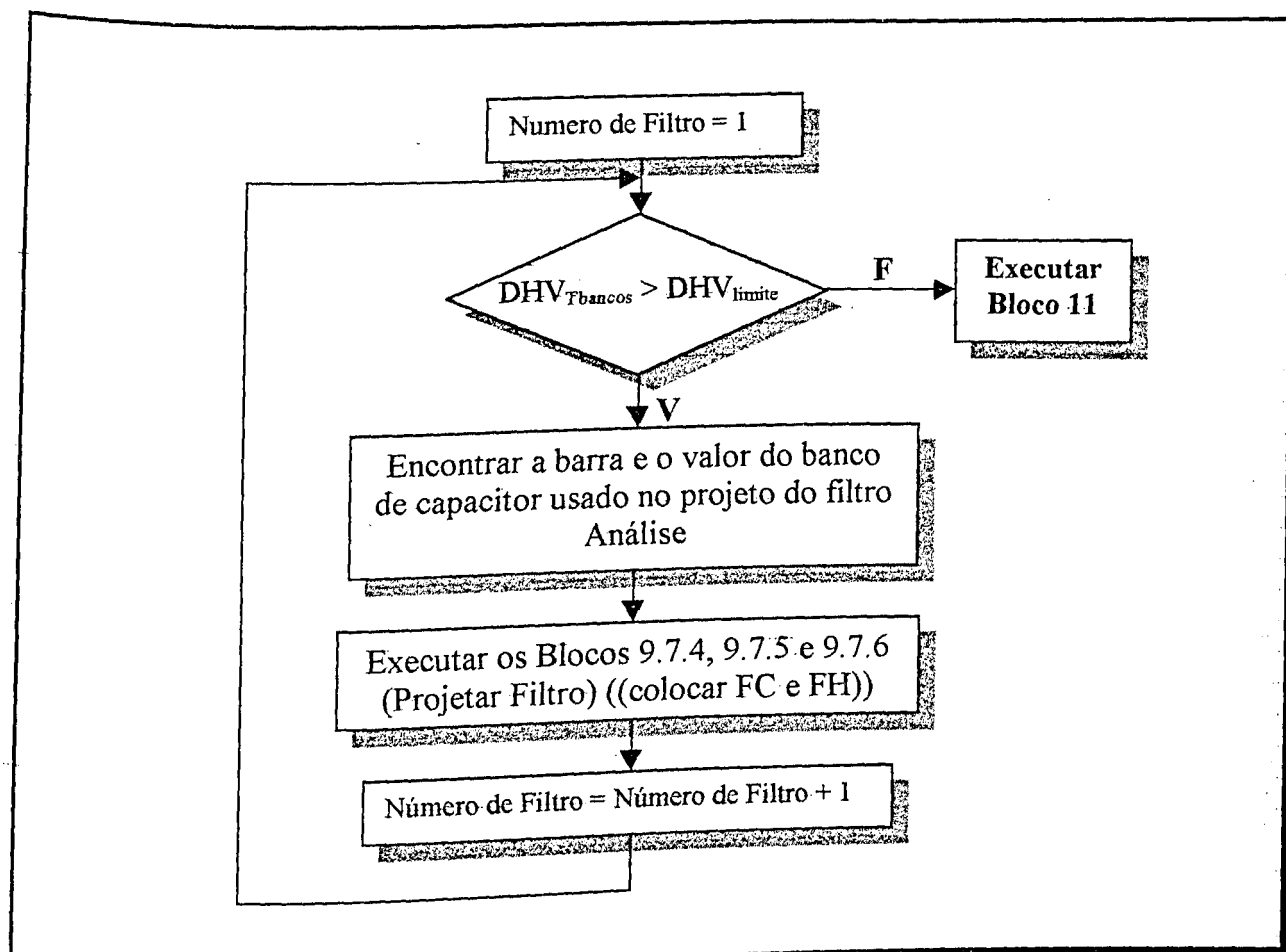 Numero de Filtro = 1
DHV_Tbancos > DHV_limite
F
Executar
Bloco 11
V
Encontrar a barra e o valor do banco
de capacitor usado no projeto do filtro
Análise
Executar os Blocos 9.7.4, 9.7.5 e 9.7.6
(Projetar Filtro) ((colocar FC e FH))
Número de Filtro = Número de Filtro + 1